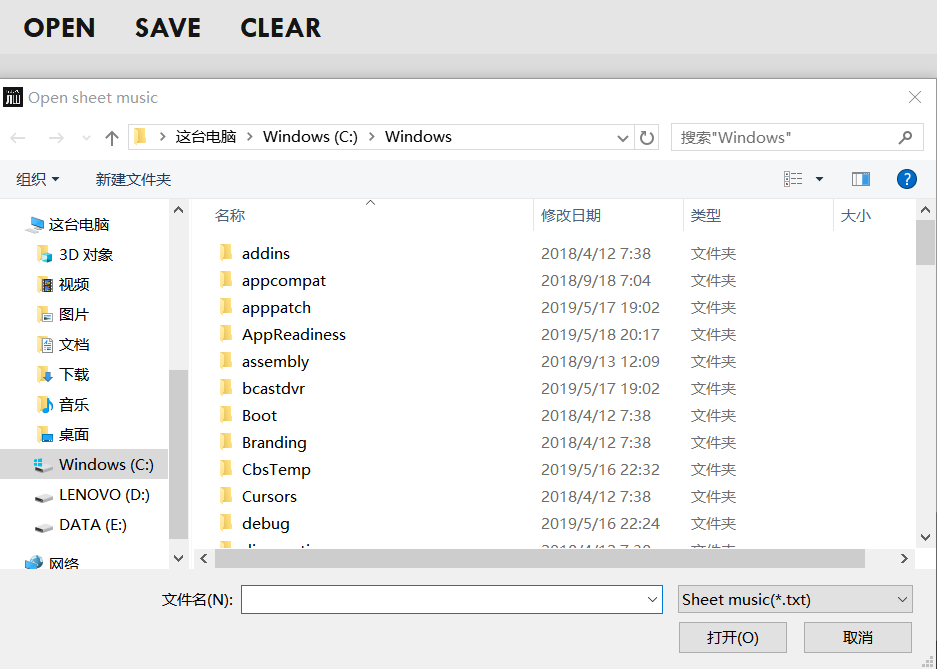 OPEN SAVE CLEAR
Open sheet music
这台电脑 Windows (C:) Windows 搜索"Windows"
组织 新建文件夹
名称 修改日期 类型 大小
这台电脑
3D 对象
视频
图片
文档
下载
音乐
桌面
Windows (C:)
LENOVO (D:)
DATA (E:)
网络
addins 2018/4/12 7:38 文件夹
appcompat 2018/9/18 7:04 文件夹
apppatch 2019/5/17 19:02 文件夹
AppReadiness 2019/5/18 20:17 文件夹
assembly 2018/9/13 12:09 文件夹
bcastdvr 2019/5/17 19:02 文件夹
Boot 2018/4/12 7:38 文件夹
Branding 2018/4/12 7:38 文件夹
CbsTemp 2019/5/16 22:32 文件夹
Cursors 2018/4/12 7:38 文件夹
debug 2019/5/16 22:24 文件夹
文件名(N): Sheet music(*.txt)
打开(O) 取消